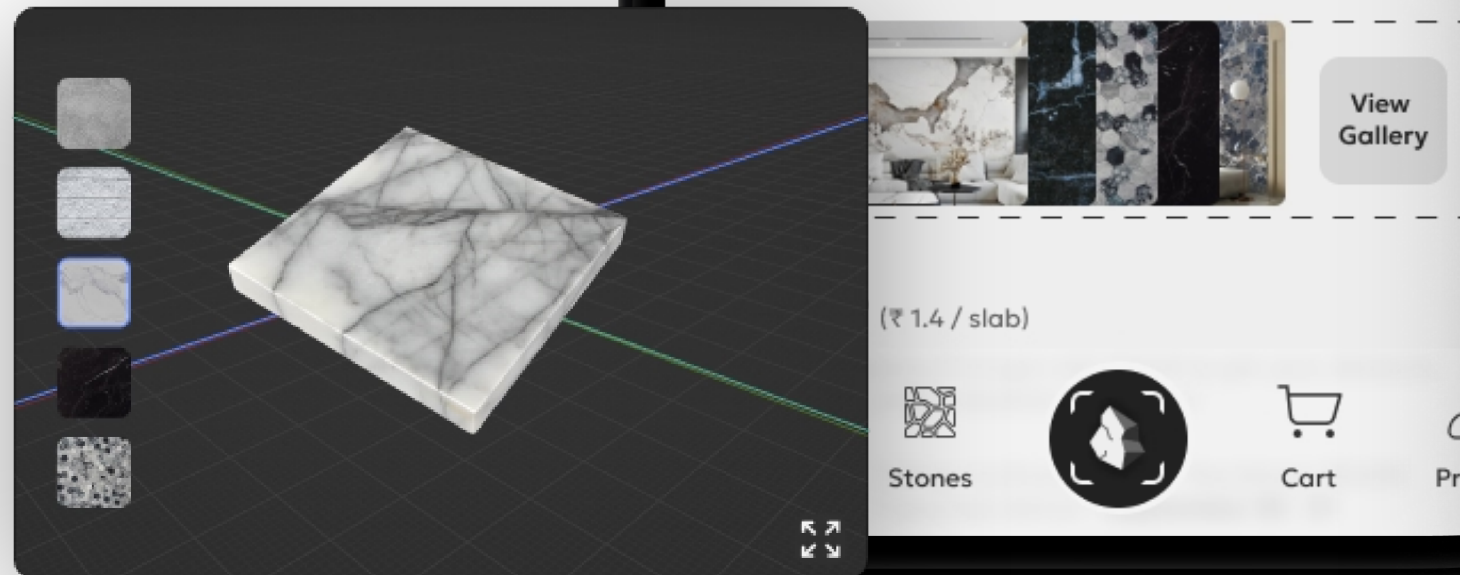 View
Gallery
(₹ 1.4 / slab)
Stones
Cart